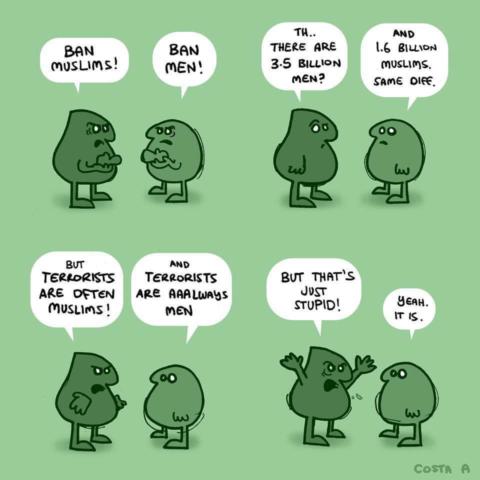 BAN
MUSLIMS!
BAN
MEN!
TH..
THERE ARE
3.5 BILLION
MEN?
AND
1.6 BILLION
MUSLIMS.
SAME DIFF.
BUT
TERRORISTS
ARE OFTEN
MUSLIMS!
AND
TERRORISTS
ARE AAALWAYS
MEN
BUT THAT'S
JUST
STUPID!
YEAH.
IT IS.
COSTA A